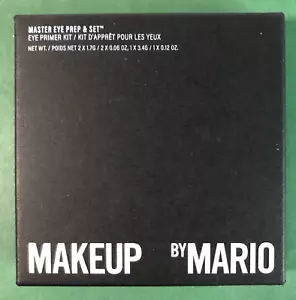 MASTER EYE PREP & SET™
EYE PRIMER KIT / KIT D'APPRÊT POUR LES YEUX
NET WT. / POIDS NET 2 X 1.7G / 2 X 0.06 OZ, 1 X 3.4G / 1 X 0.12 OZ.
MAKEUP BY MARIO